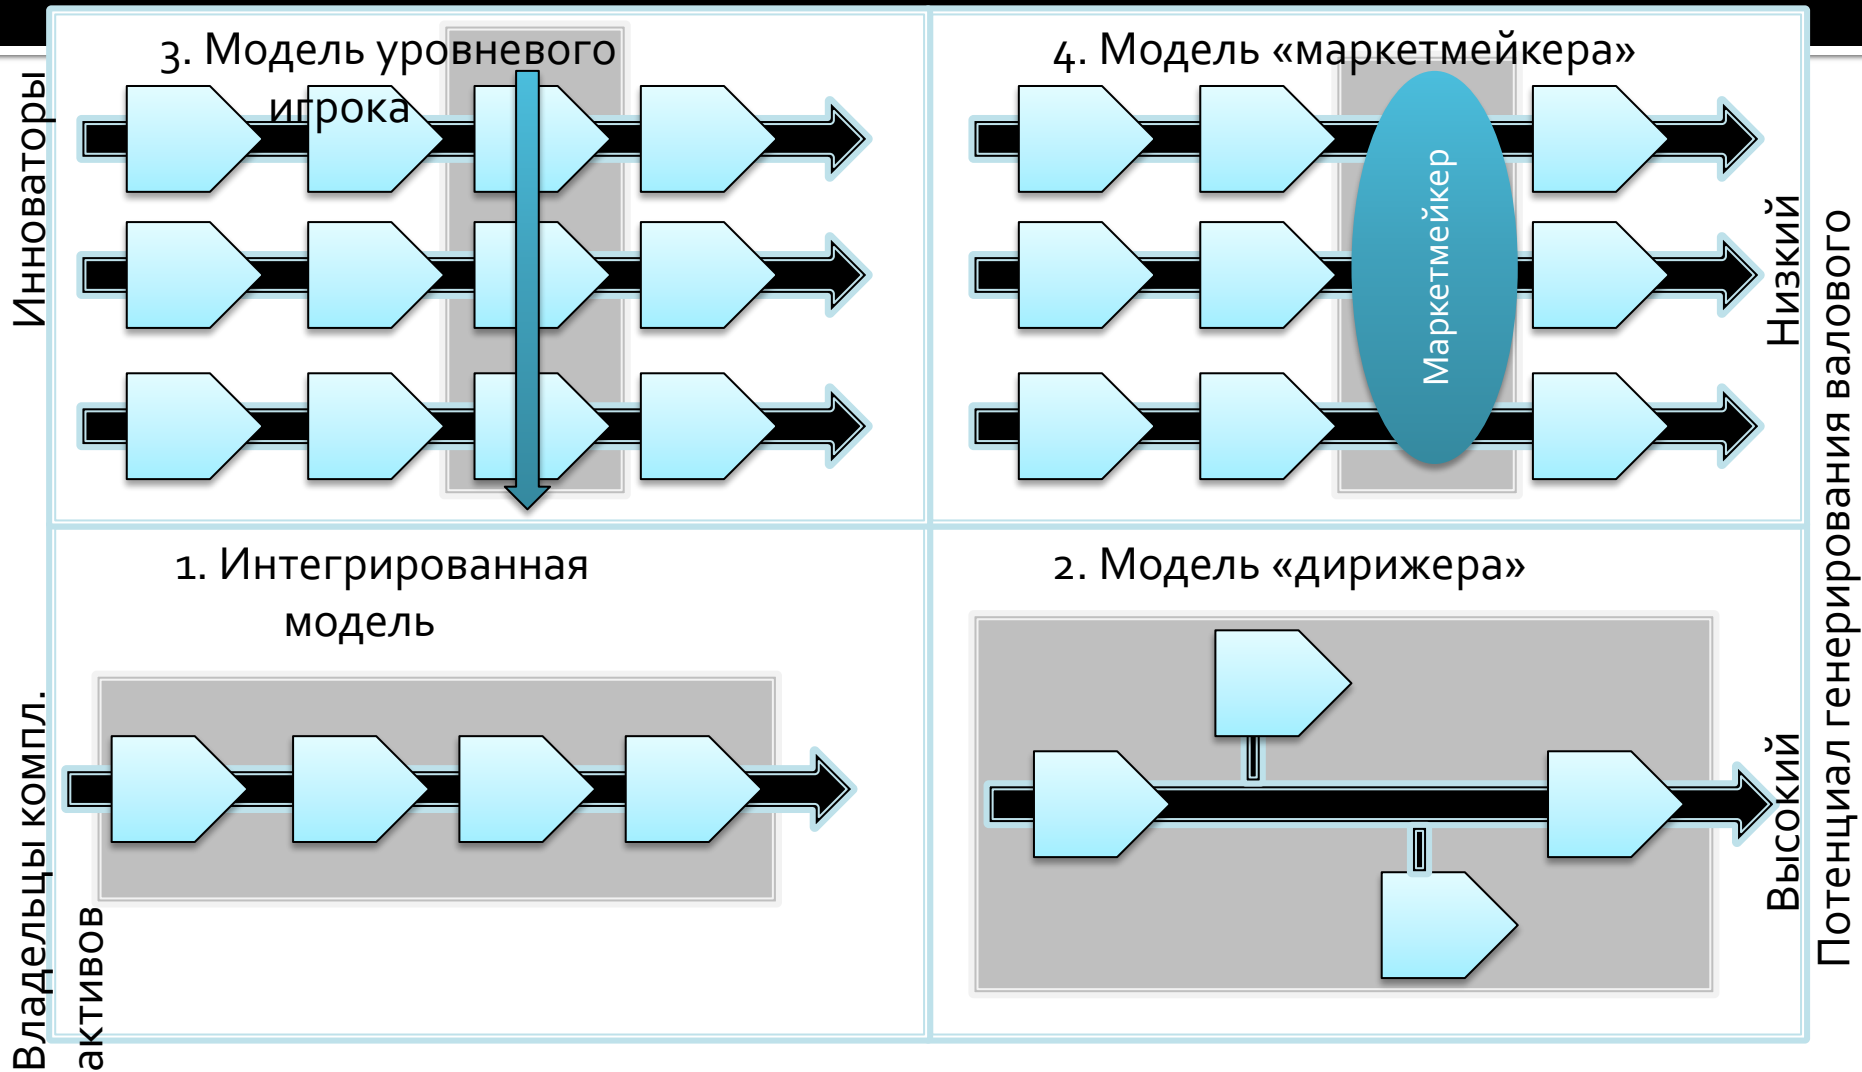 3. Модель уровневого
игрока
4. Модель «маркетмейкера»
Инноваторы
Маркетмейкер
Низкий
1. Интегрированная
модель
2. Модель «дирижера»
Владельцы компл.
активов
Высокий
Потенциал генерирования валового